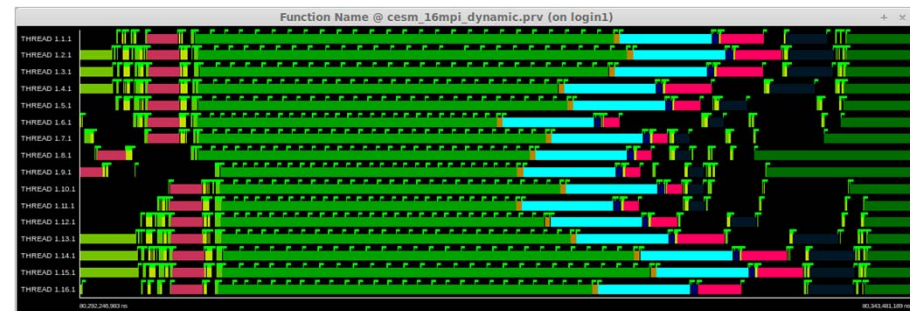 Function Name @ cesm_16mpi_dynamic.prv (on login1)
THREAD 1.1.1
THREAD 1.2.1
THREAD 1.3.1
THREAD 1.4.1
THREAD 1.5.1
THREAD 1.6.1
THREAD 1.7.1
THREAD 1.8.1
THREAD 1.9.1
THREAD 1.10.1
THREAD 1.11.1
THREAD 1.12.1
THREAD 1.13.1
THREAD 1.14.1
THREAD 1.15.1
THREAD 1.16.1
80,292,246,983 ns 80,343,481,189 ns